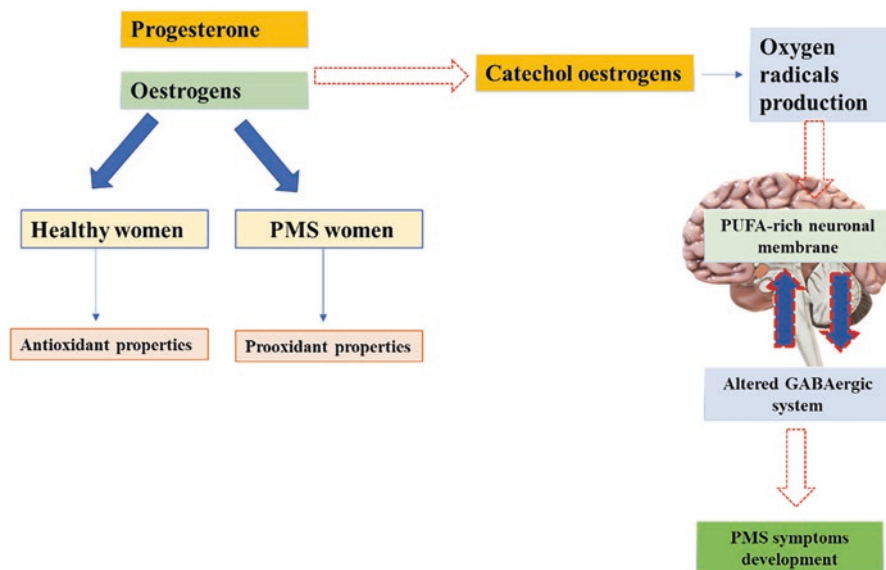 Progesterone
Oestrogens
Catechol oestrogens
Oxygen
radicals
production
Healthy women
PMS women
PUFA-rich neuronal
membrane
Antioxidant properties
Prooxidant properties
Altered GABAergic
system
PMS symptoms
development